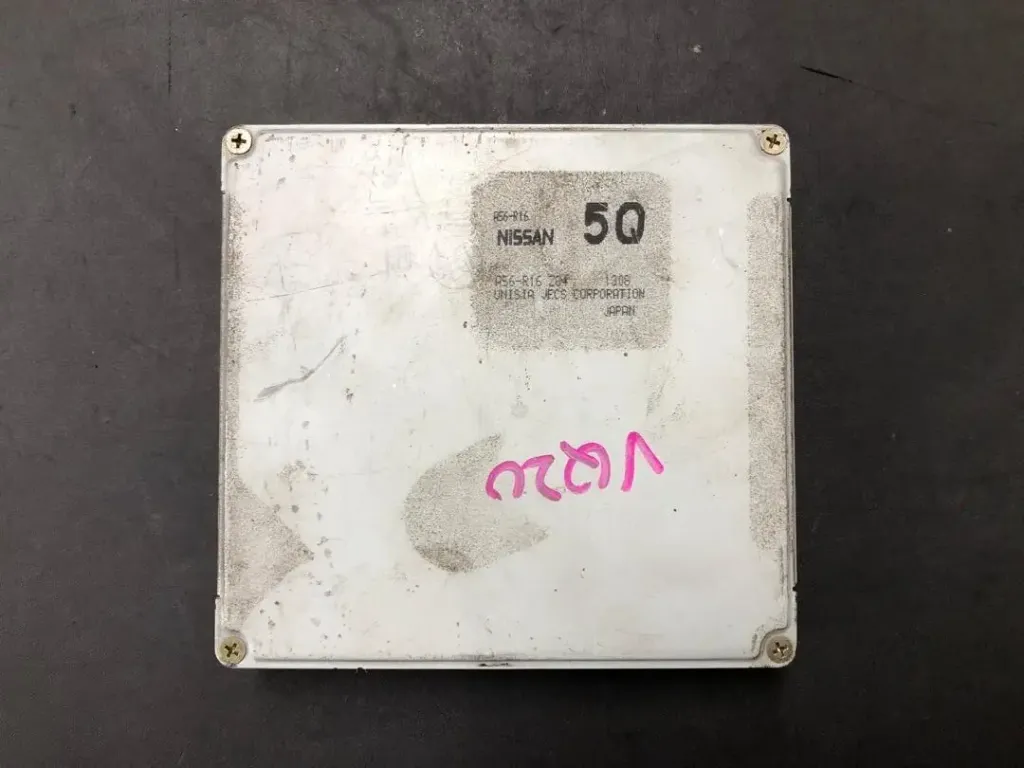 A56-R16
NISSAN 5Q
A56-R16 Z04 1308
UNISIA JECS CORPORATION
JAPAN